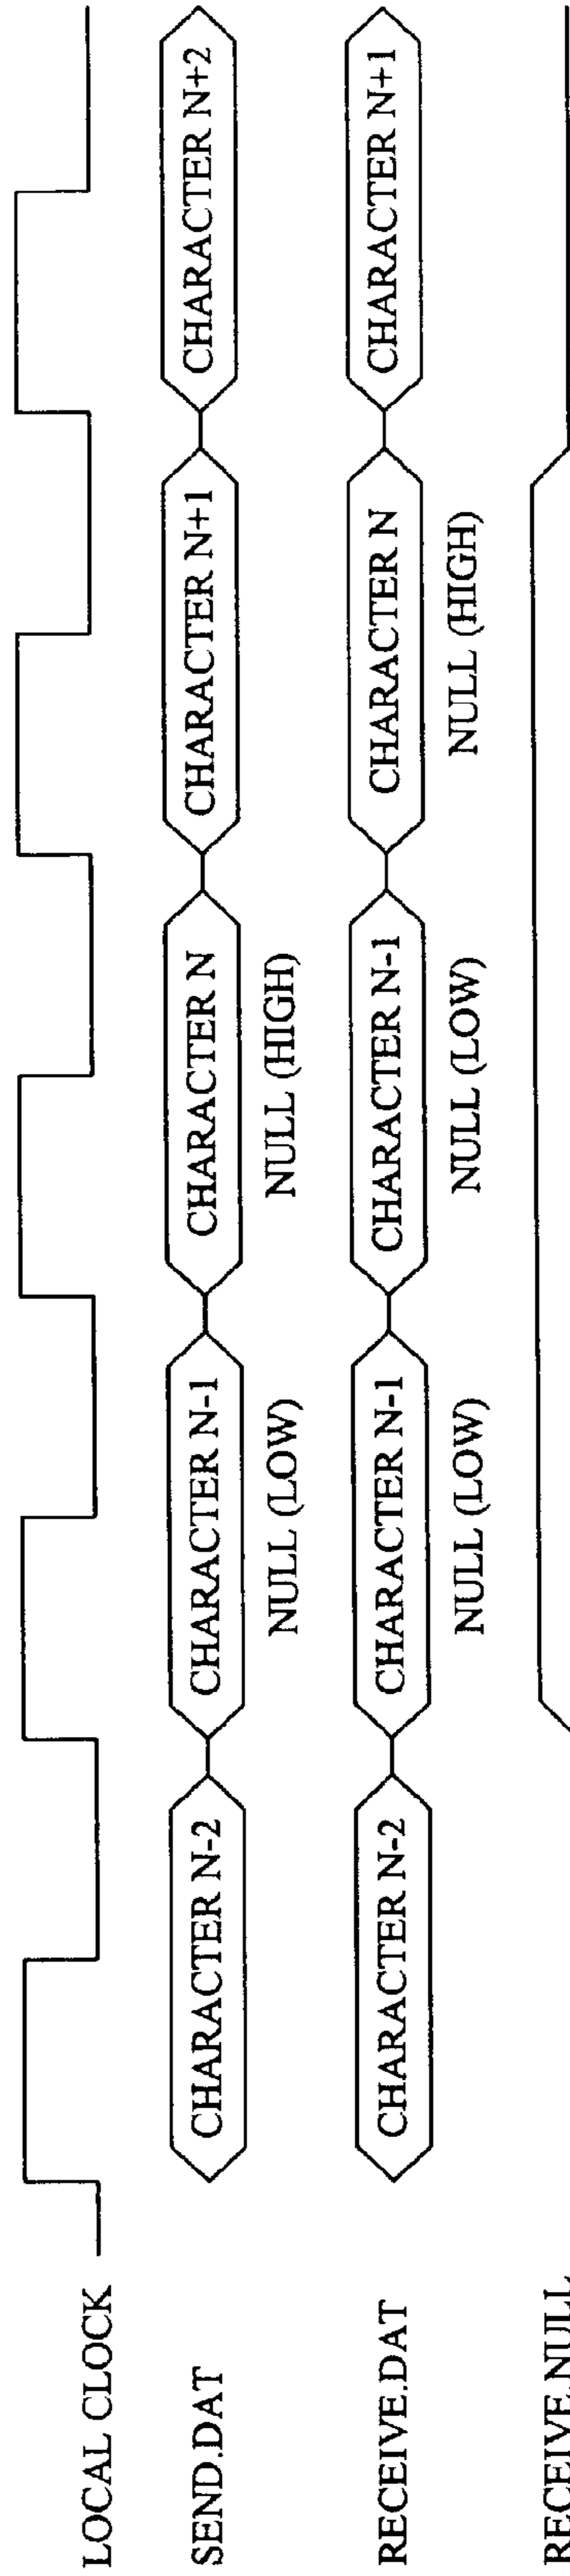 LOCAL CLOCK
SEND.DAT
CHARACTER N-2
CHARACTER N-1
CHARACTER N
CHARACTER N+1
CHARACTER N+2
NULL (LOW)
NULL (HIGH)
RECEIVE.DAT
CHARACTER N-2
CHARACTER N-1
CHARACTER N-1
CHARACTER N
CHARACTER N+1
NULL (LOW)
NULL (LOW)
NULL (HIGH)
RECEIVE.NULL